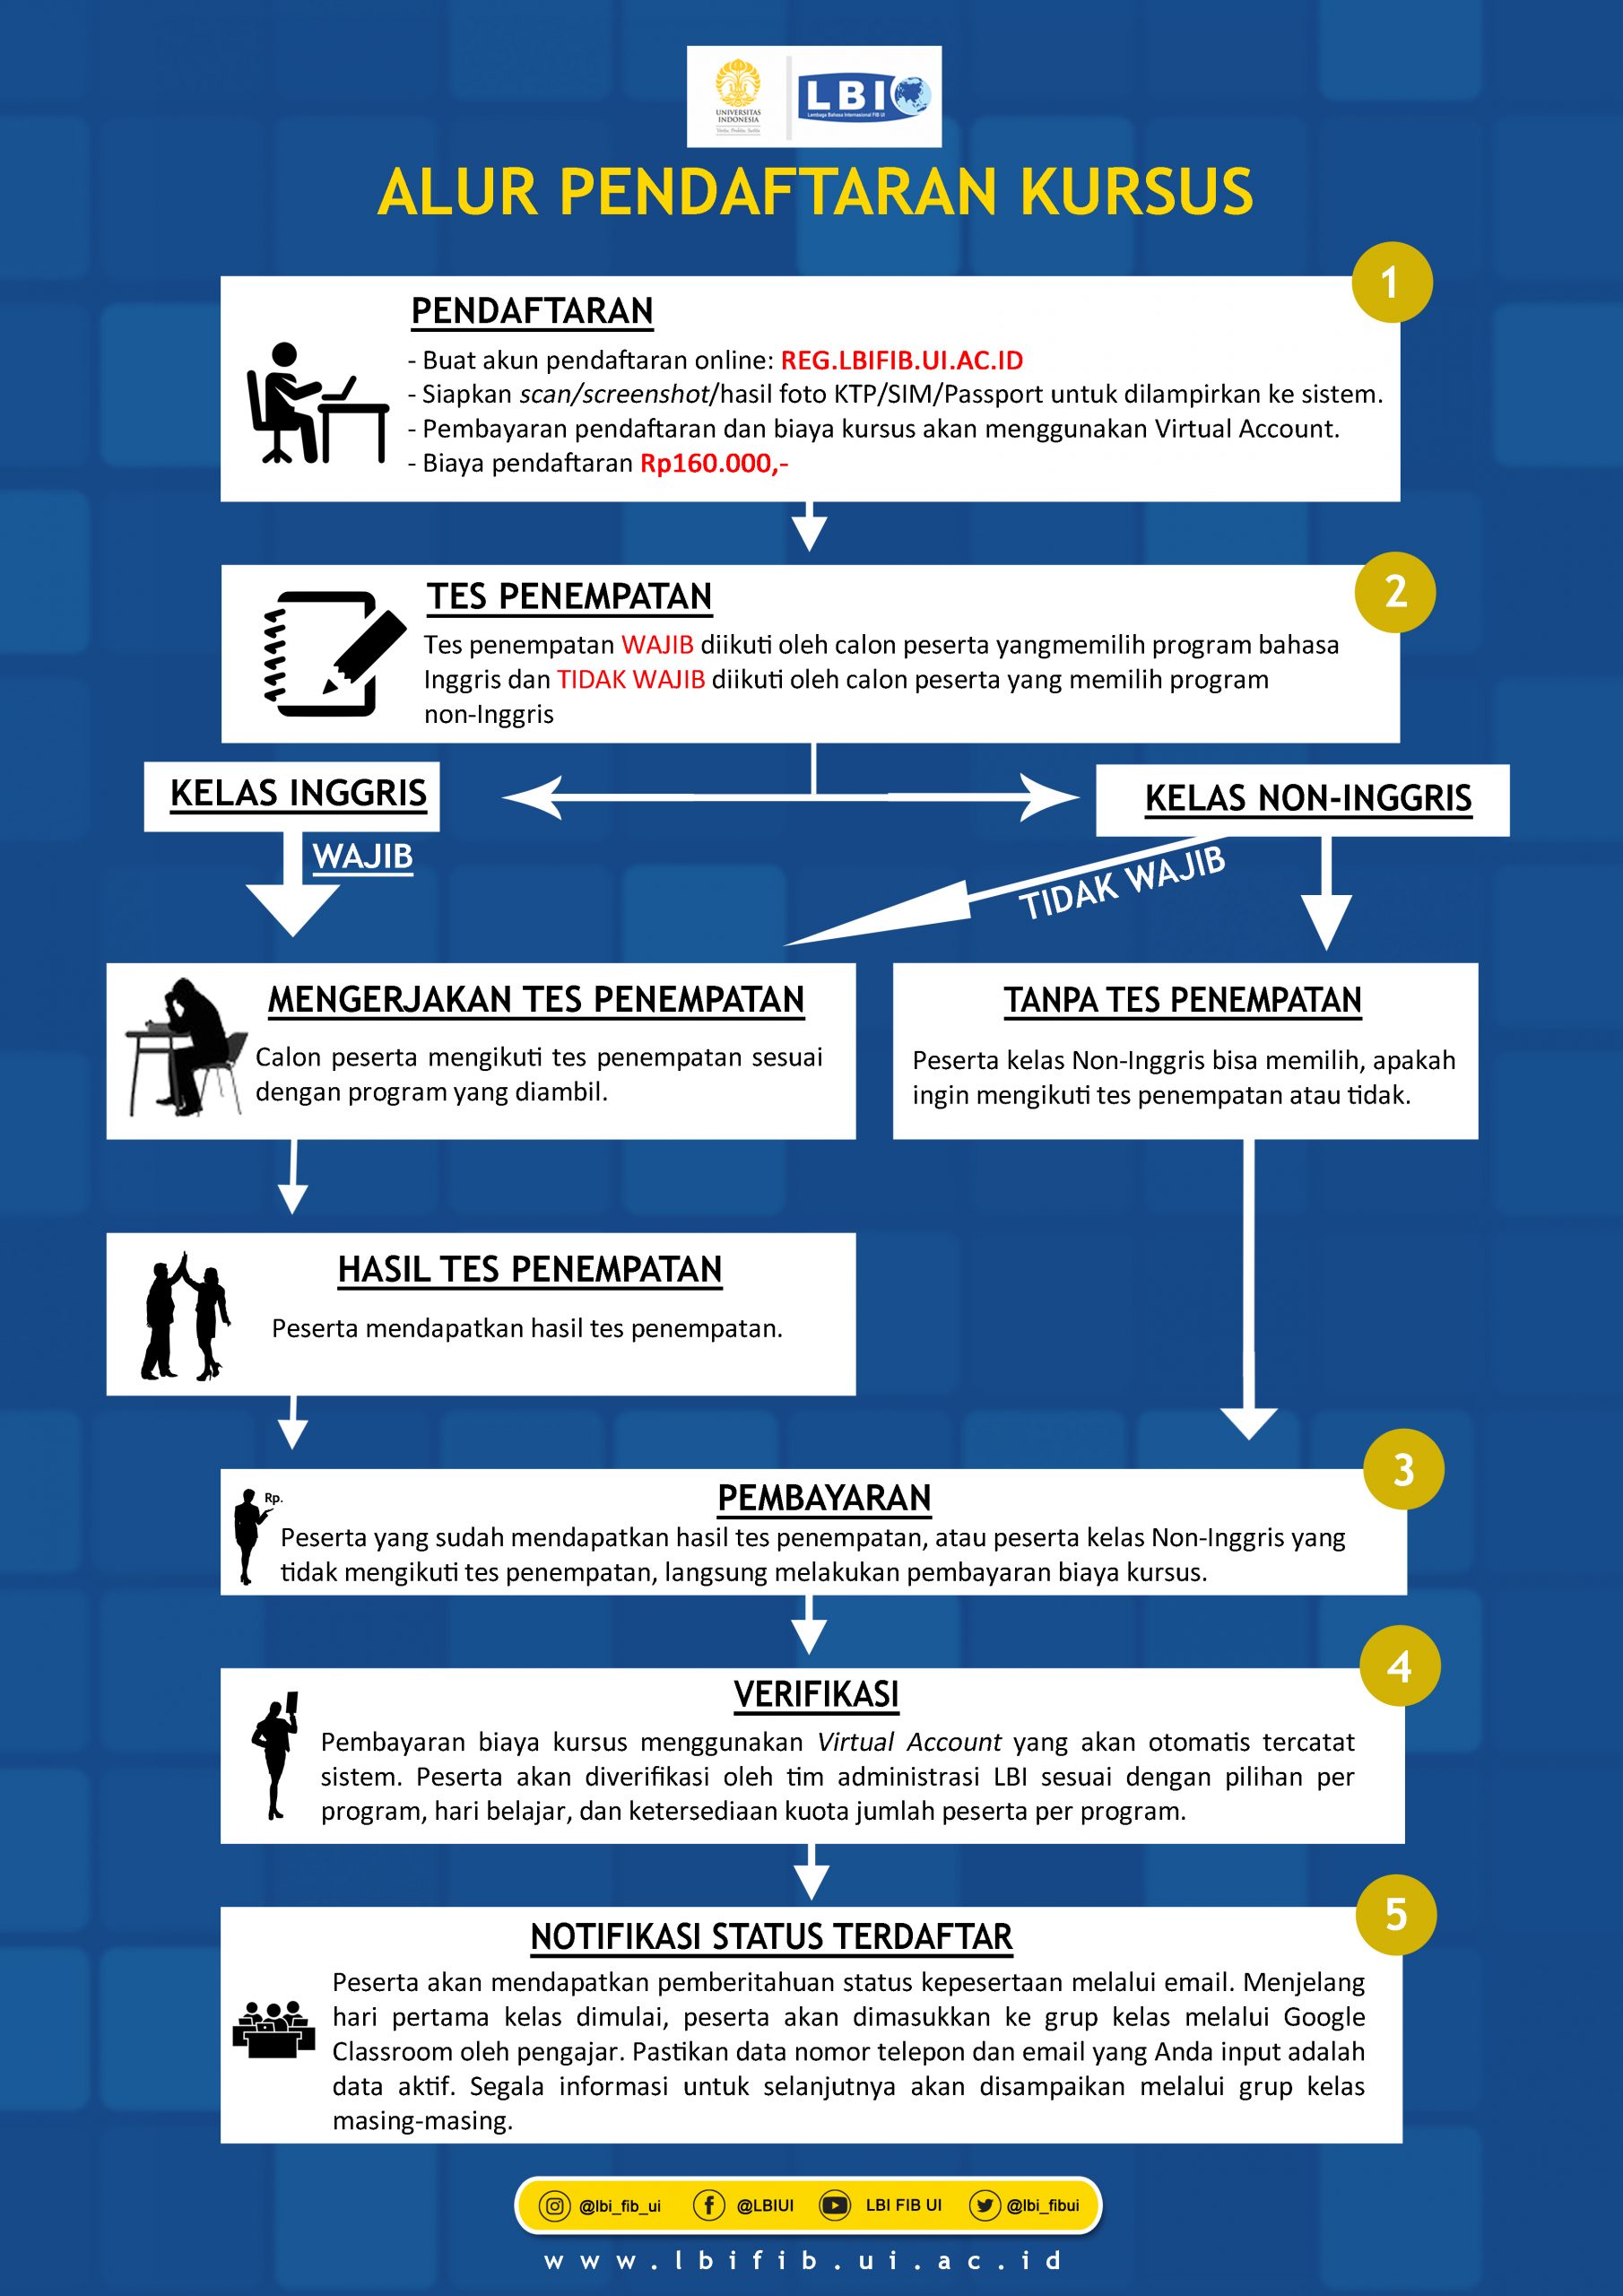 UNIVERSITAS
INDONESIA
Veritas, Probitas, Iustitia
LBI
Lembaga Bahasa Internasional FIB UI
ALUR PENDAFTARAN KURSUS
1
PENDAFTARAN
- Buat akun pendaftaran online: REG.LBIFIB.UI.AC.ID
- Siapkan scan/screenshot/hasil foto KTP/SIM/Passport untuk dilampirkan ke sistem.
- Pembayaran pendaftaran dan biaya kursus akan menggunakan Virtual Account.
- Biaya pendaftaran Rp160.000,-
2
TES PENEMPATAN
Tes penempatan WAJIB diikuti oleh calon peserta yangmemilih program bahasa
Inggris dan TIDAK WAJIB diikuti oleh calon peserta yang memilih program
non-Inggris
KELAS INGGRIS
KELAS NON-INGGRIS
WAJIB
TIDAK WAJIB
MENGERJAKAN TES PENEMPATAN
Calon peserta mengikuti tes penempatan sesuai
dengan program yang diambil.
TANPA TES PENEMPATAN
Peserta kelas Non-Inggris bisa memilih, apakah
ingin mengikuti tes penempatan atau tidak.
HASIL TES PENEMPATAN
Peserta mendapatkan hasil tes penempatan.
3
PEMBAYARAN
Rp.
Peserta yang sudah mendapatkan hasil tes penempatan, atau peserta kelas Non-Inggris yang
tidak mengikuti tes penempatan, langsung melakukan pembayaran biaya kursus.
4
VERIFIKASI
Pembayaran biaya kursus menggunakan Virtual Account yang akan otomatis tercatat
sistem. Peserta akan diverifikasi oleh tim administrasi LBI sesuai dengan pilihan per
program, hari belajar, dan ketersediaan kuota jumlah peserta per program.
5
NOTIFIKASI STATUS TERDAFTAR
Peserta akan mendapatkan pemberitahuan status kepesertaan melalui email. Menjelang
hari pertama kelas dimulai, peserta akan dimasukkan ke grup kelas melalui Google
Classroom oleh pengajar. Pastikan data nomor telepon dan email yang Anda input adalah
data aktif. Segala informasi untuk selanjutnya akan disampaikan melalui grup kelas
masing-masing.
@lbi_fib_ui @LBIUI LBI FIB UI @lbi_fibui
www.lbifib.ui.ac.id